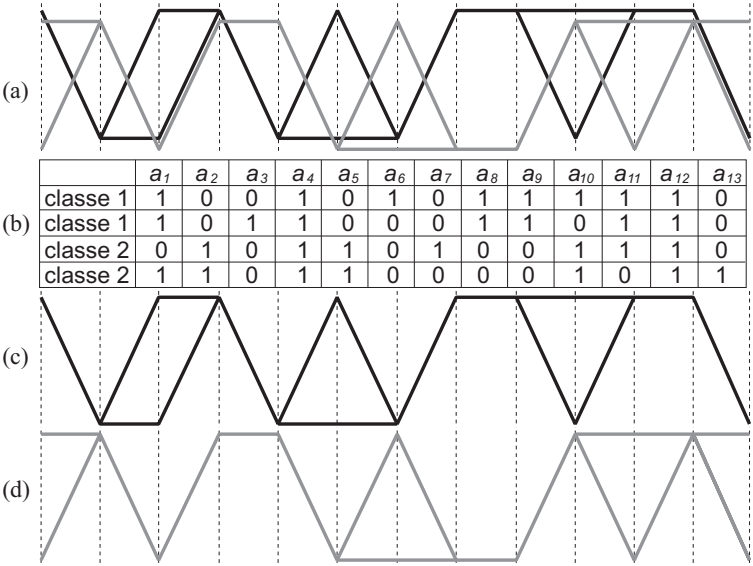 (a)
a1 a2 a3 a4 a5 a6 a7 a8 a9 a10 a11 a12 a13
classe 1 1 0 0 1 0 1 0 1 1 1 1 1 0
(b) classe 1 1 0 1 1 0 0 0 1 1 0 1 1 0
classe 2 0 1 0 1 1 0 1 0 0 1 1 1 0
classe 2 1 1 0 1 1 0 0 0 0 1 0 1 1
(c)
(d)